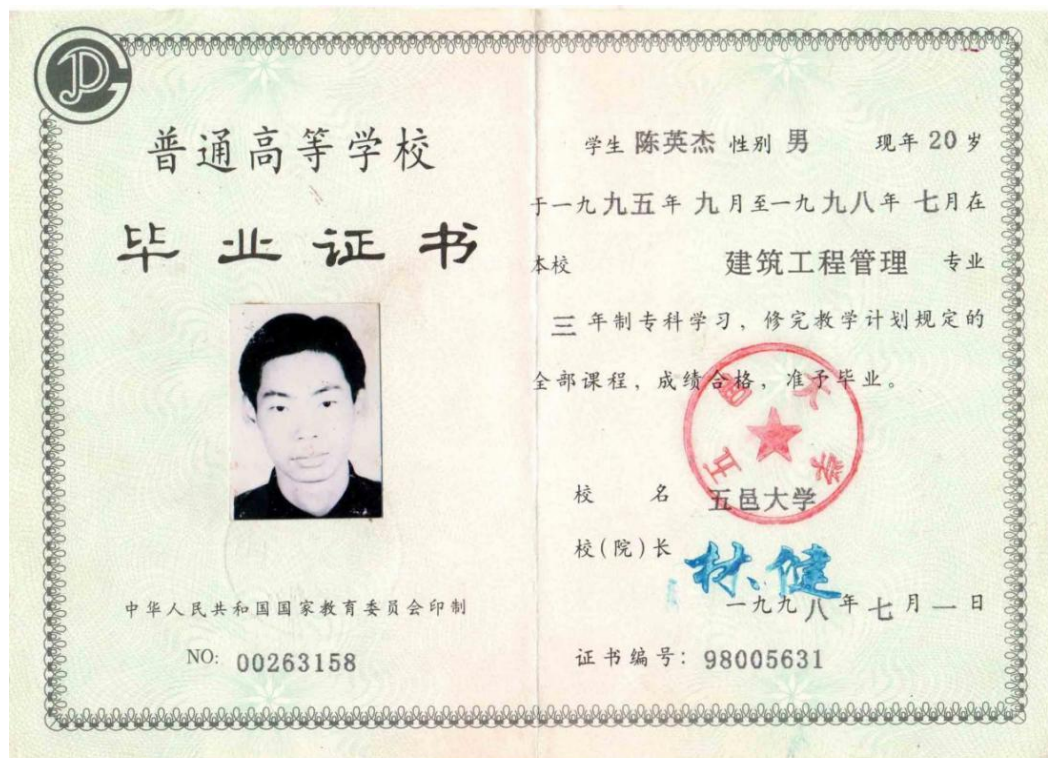 普通高等学校
毕业证书
中华人民共和国国家教育委员会印制
NO: 00263158
学生 陈英杰 性别 男 现年 20 岁
于一九九五年 九月至一九九八年 七月在
本校 建筑工程管理 专业
三 年制专科学习，修完教学计划规定的
全部课程，成绩合格，准予毕业。
五邑大学
校 名 五邑大学
校(院)长 林健
一九九八年七月一日
证书编号: 98005631